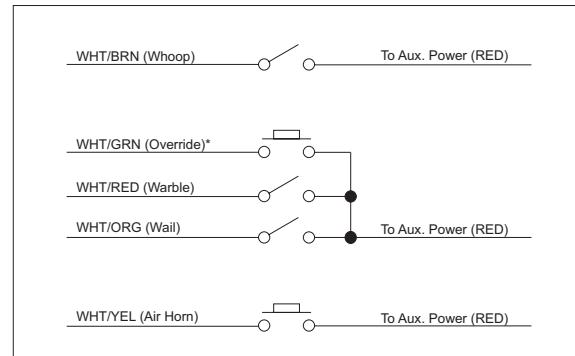 WHT/BRN (Whoop) To Aux. Power (RED)
WHT/GRN (Override)*
WHT/RED (Warble)
WHT/ORG (Wail) To Aux. Power (RED)
WHT/YEL (Air Horn) To Aux. Power (RED)